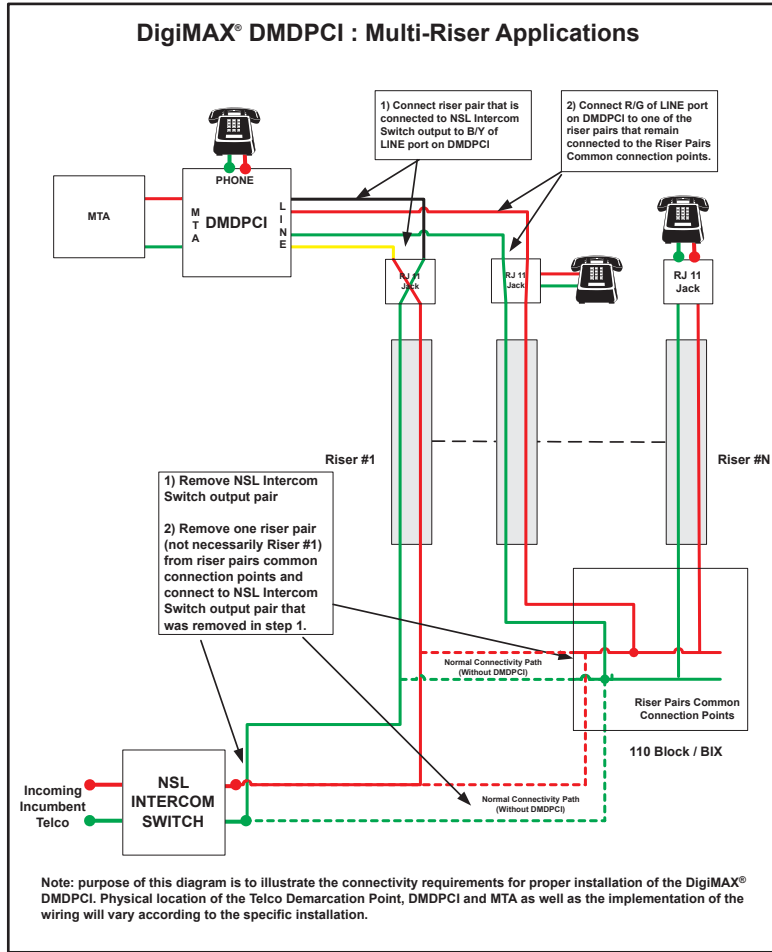 DigiMAX® DMDPCI : Multi-Riser Applications
1) Connect riser pair that is
connected to NSL Intercom
Switch output to B/Y of
LINE port on DMDPCI
2) Connect R/G of LINE port
on DMDPCI to one of the
riser pairs that remain
connected to the Riser Pairs
Common connection points.
PHONE
MTA
M
T
A
DMDPCI
L
I
N
E
RJ 11
Jack
RJ 11
Jack
RJ 11
Jack
Riser #1
Riser #N
1) Remove NSL Intercom
Switch output pair
2) Remove one riser pair
(not necessarily Riser #1)
from riser pairs common
connection points and
connect to NSL Intercom
Switch output pair that
was removed in step 1.
Normal Connectivity Path
(Without DMDPCI)
Riser Pairs Common
Connection Points
110 Block / BIX
Incoming
Incumbent
Telco
NSL
INTERCOM
SWITCH
Normal Connectivity Path
(Without DMDPCI)
Note: purpose of this diagram is to illustrate the connectivity requirements for proper installation of the DigiMAX®
DMDPCI. Physical location of the Telco Demarcation Point, DMDPCI and MTA as well as the implementation of the
wiring will vary according to the specific installation.